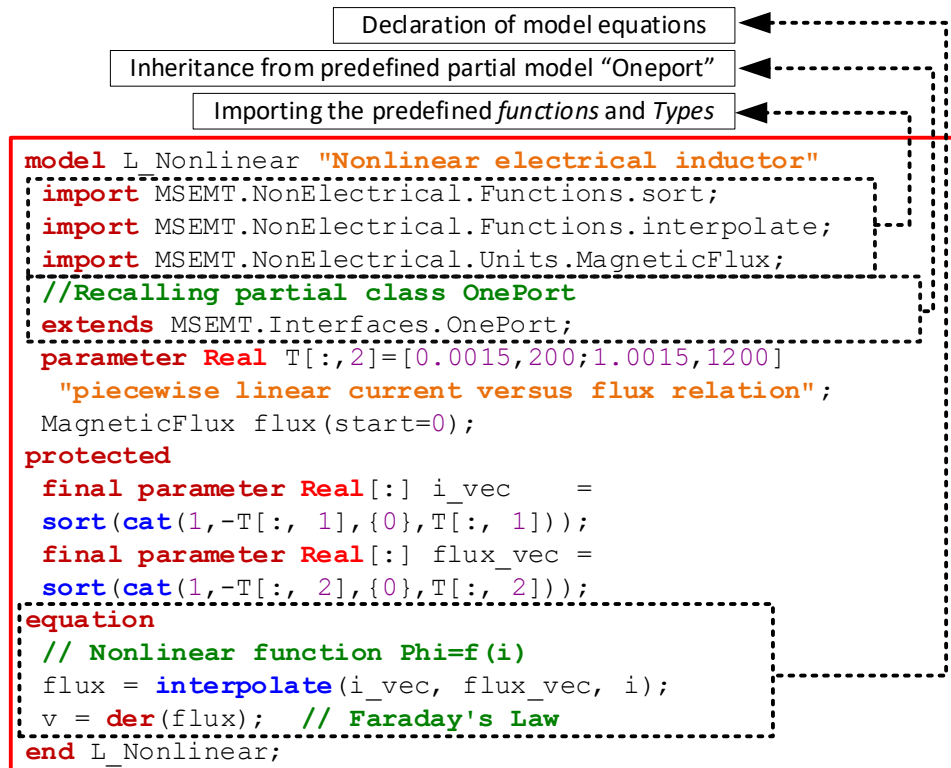 Declaration of model equations
Inheritance from predefined partial model “Oneport”
Importing the predefined functions and Types
model L_Nonlinear "Nonlinear electrical inductor"
import MSEMT.NonElectrical.Functions.sort;
import MSEMT.NonElectrical.Functions.interpolate;
import MSEMT.NonElectrical.Units.MagneticFlux;
//Recalling partial class OnePort
extends MSEMT.Interfaces.OnePort;
parameter Real T[:,2]=[0.0015,200;1.0015,1200]
"piecewise linear current versus flux relation";
MagneticFlux flux(start=0);
protected
final parameter Real[:] i_vec =
sort(cat(1,-T[:, 1],{0},T[:, 1]));
final parameter Real[:] flux_vec =
sort(cat(1,-T[:, 2],{0},T[:, 2]));
equation
// Nonlinear function Phi=f(i)
flux = interpolate(i_vec, flux_vec, i);
v = der(flux); // Faraday's Law
end L_Nonlinear;